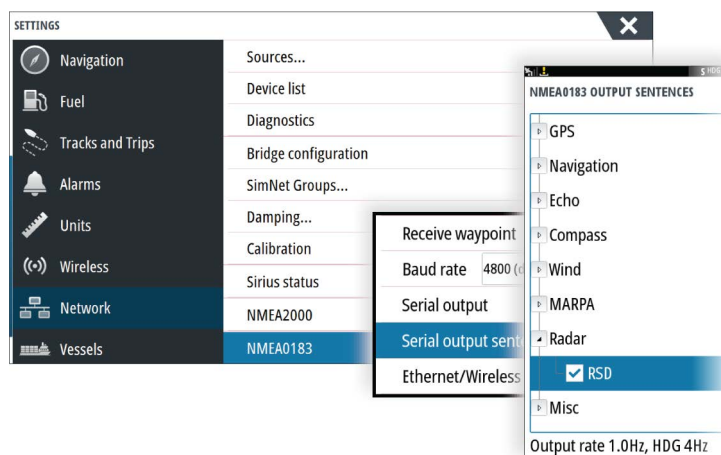 SETTINGS
Navigation
Fuel
Tracks and Trips
Alarms
Units
Wireless
Network
Vessels
Sources...
Device list
Diagnostics
Bridge configuration
SimNet Groups...
Damping...
Calibration
Sirius status
NMEA2000
NMEA0183
Receive waypoint
Baud rate 4800
Serial output
Serial output
Ethernet/Wireless
S HDG
NMEA0183 OUTPUT SENTENCES
GPS
Navigation
Echo
Compass
Wind
MARPA
Radar
RSD
Misc
Output rate 1.0Hz, HDG 4Hz